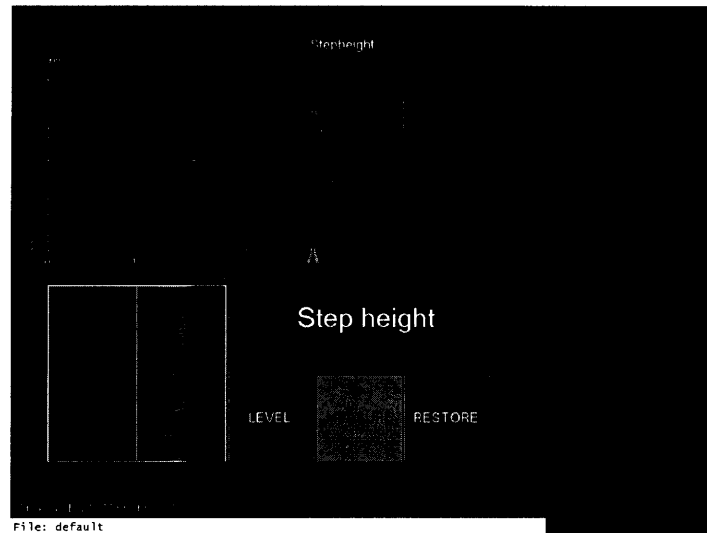 Stepheight
Step height
LEVEL
RESTORE
File: default